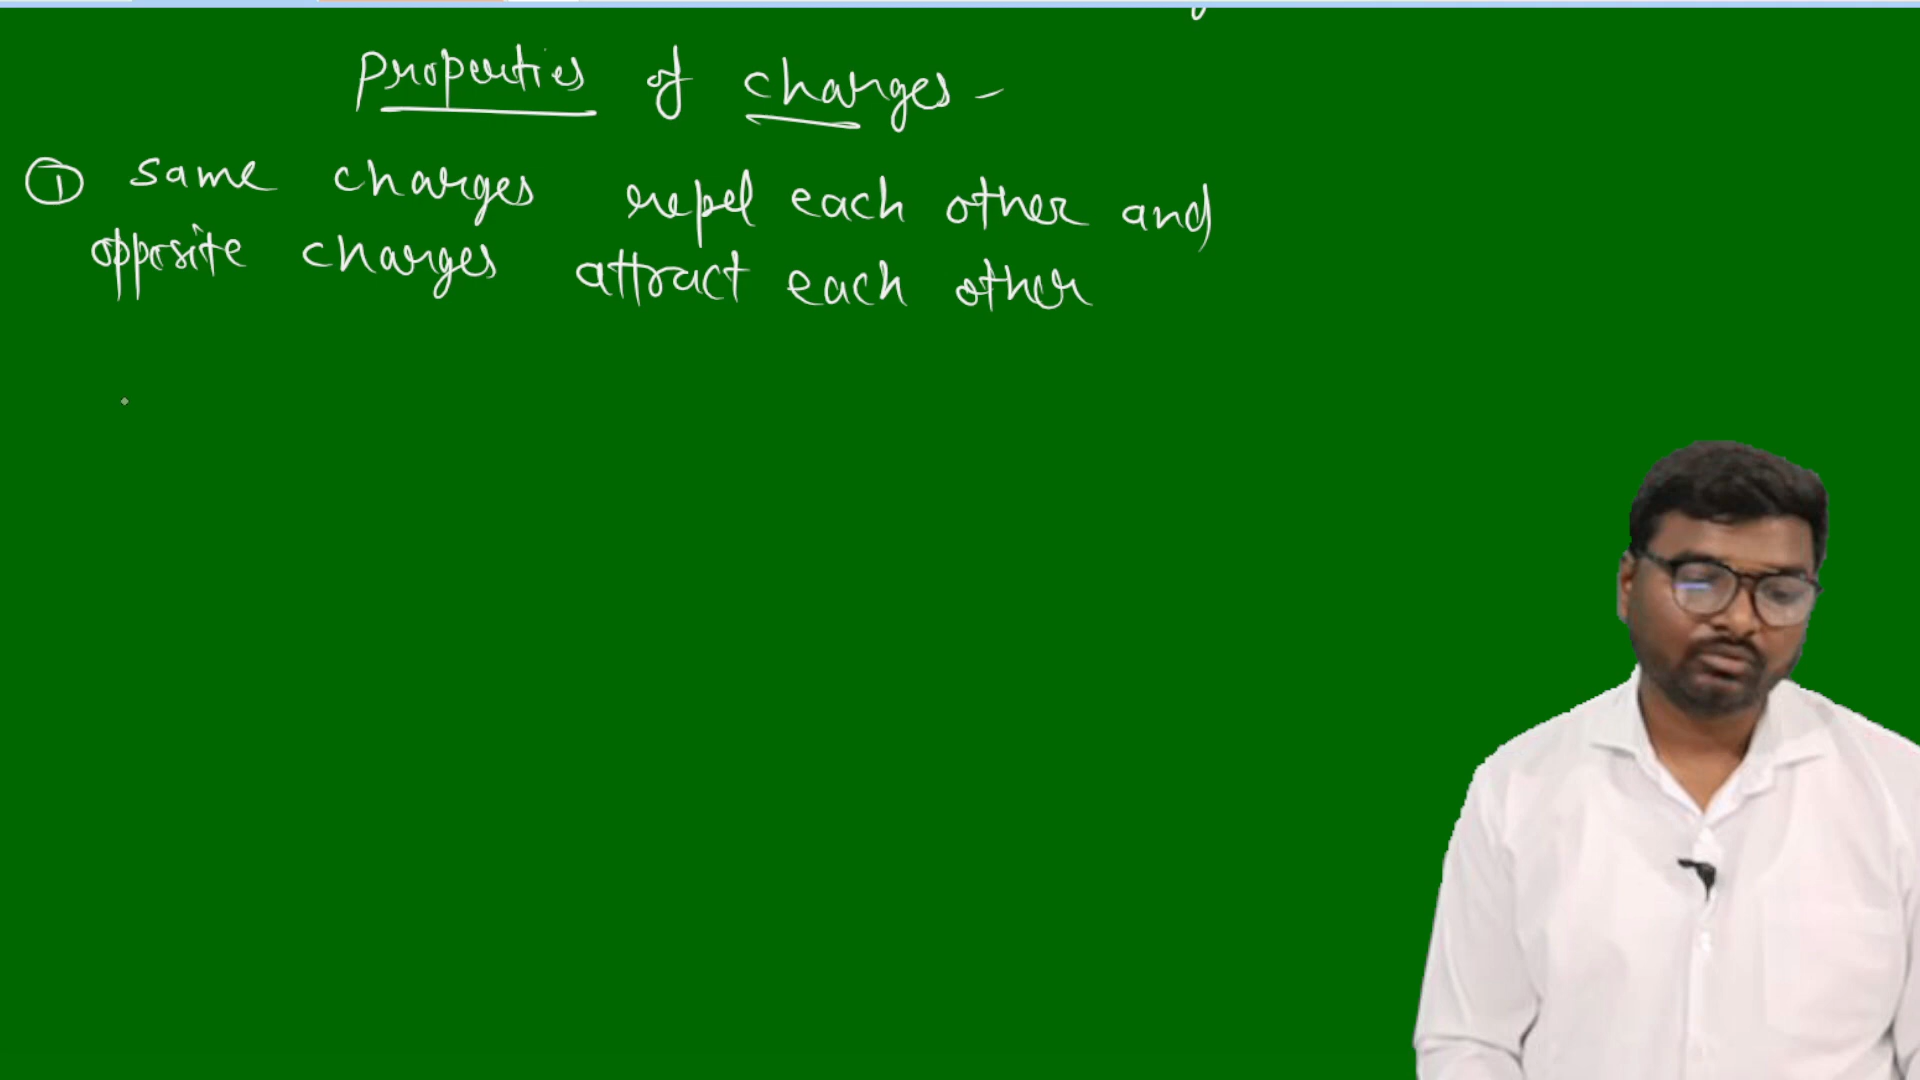 Properties of charges -
① same charges repel each other and
opposite charges attract each other